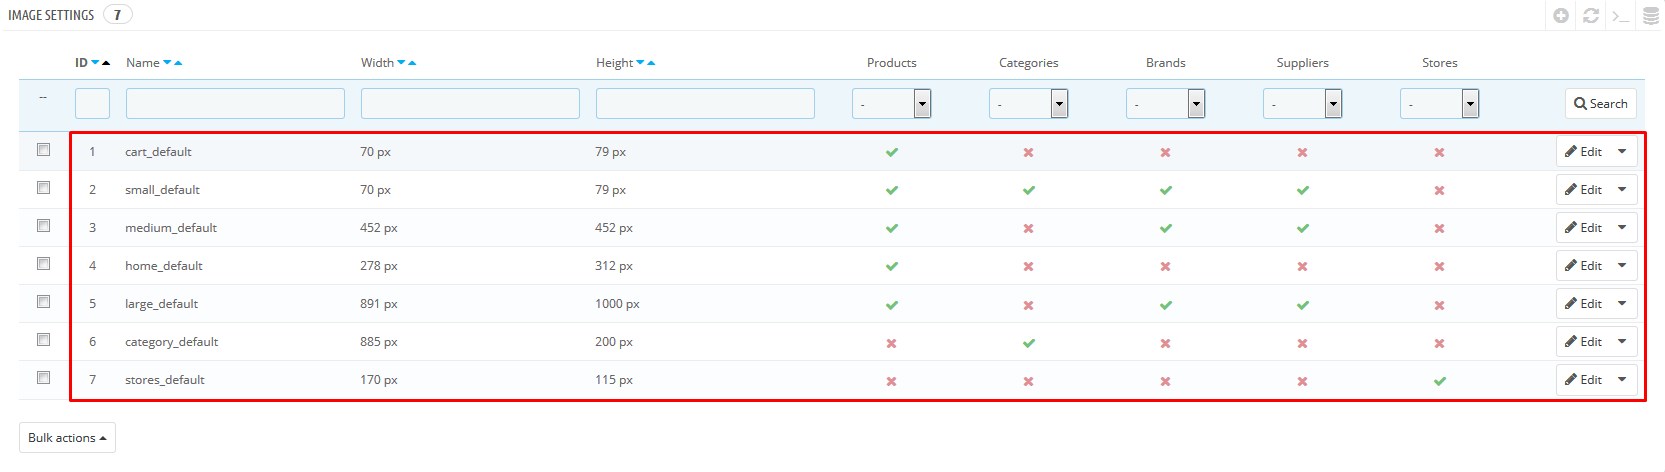 IMAGE SETTINGS 7
ID Name Width Height Products Categories Brands Suppliers Stores
-- - - - - - Search
1 cart_default 70 px 79 px Edit
2 small_default 70 px 79 px Edit
3 medium_default 452 px 452 px Edit
4 home_default 278 px 312 px Edit
5 large_default 891 px 1000 px Edit
6 category_default 885 px 200 px Edit
7 stores_default 170 px 115 px Edit
Bulk actions